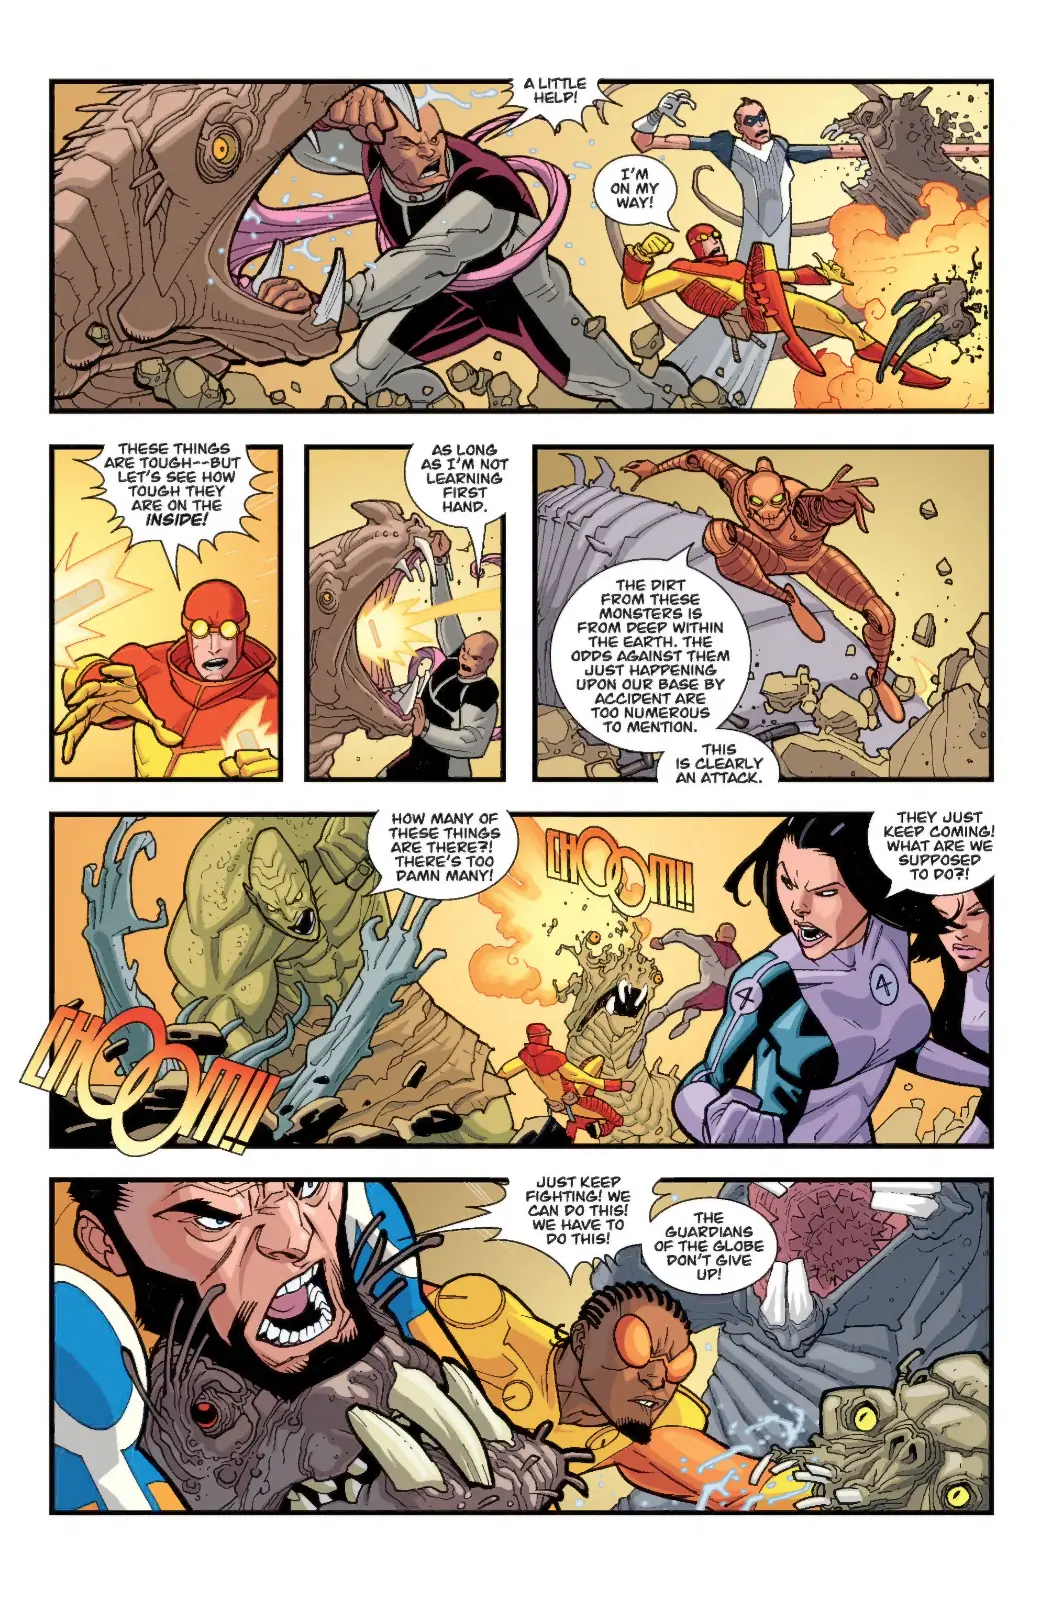 A LITTLE
HELP!
I'M
ON MY
WAY!
THESE THINGS
ARE TOUGH--BUT
LET'S SEE HOW
TOUGH THEY
ARE ON THE
INSIDE!
AS LONG
AS I'M NOT
LEARNING
FIRST
HAND.
THE DIRT
FROM THESE
MONSTERS IS
FROM DEEP WITHIN
THE EARTH. THE
ODDS AGAINST THEM
JUST HAPPENING
UPON OUR BASE BY
ACCIDENT ARE
TOO NUMEROUS
TO MENTION.
THIS
IS CLEARLY
AN ATTACK.
HOW MANY OF
THESE THINGS
ARE THERE?!
THERE'S TOO
DAMN MANY!
CHOOM!!
THEY JUST
KEEP COMING!
WHAT ARE WE
SUPPOSED
TO DO?!
4
4
CHOOM!!
JUST KEEP
FIGHTING! WE
CAN DO THIS!
WE HAVE TO
DO THIS!
THE
GUARDIANS
OF THE GLOBE
DON'T GIVE
UP!